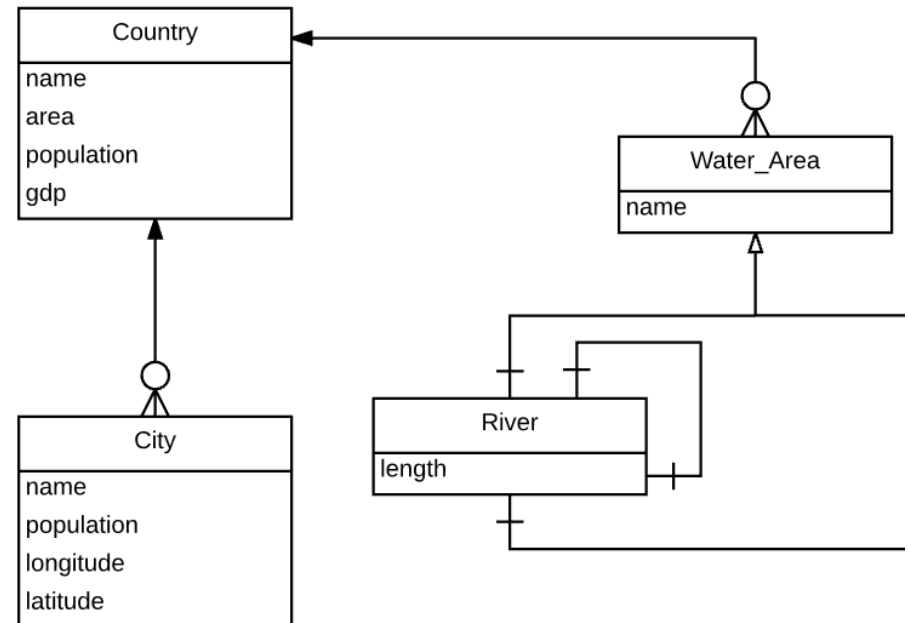 Country
name
area
population
gdp
Water_Area
name
River
length
City
name
population
longitude
latitude